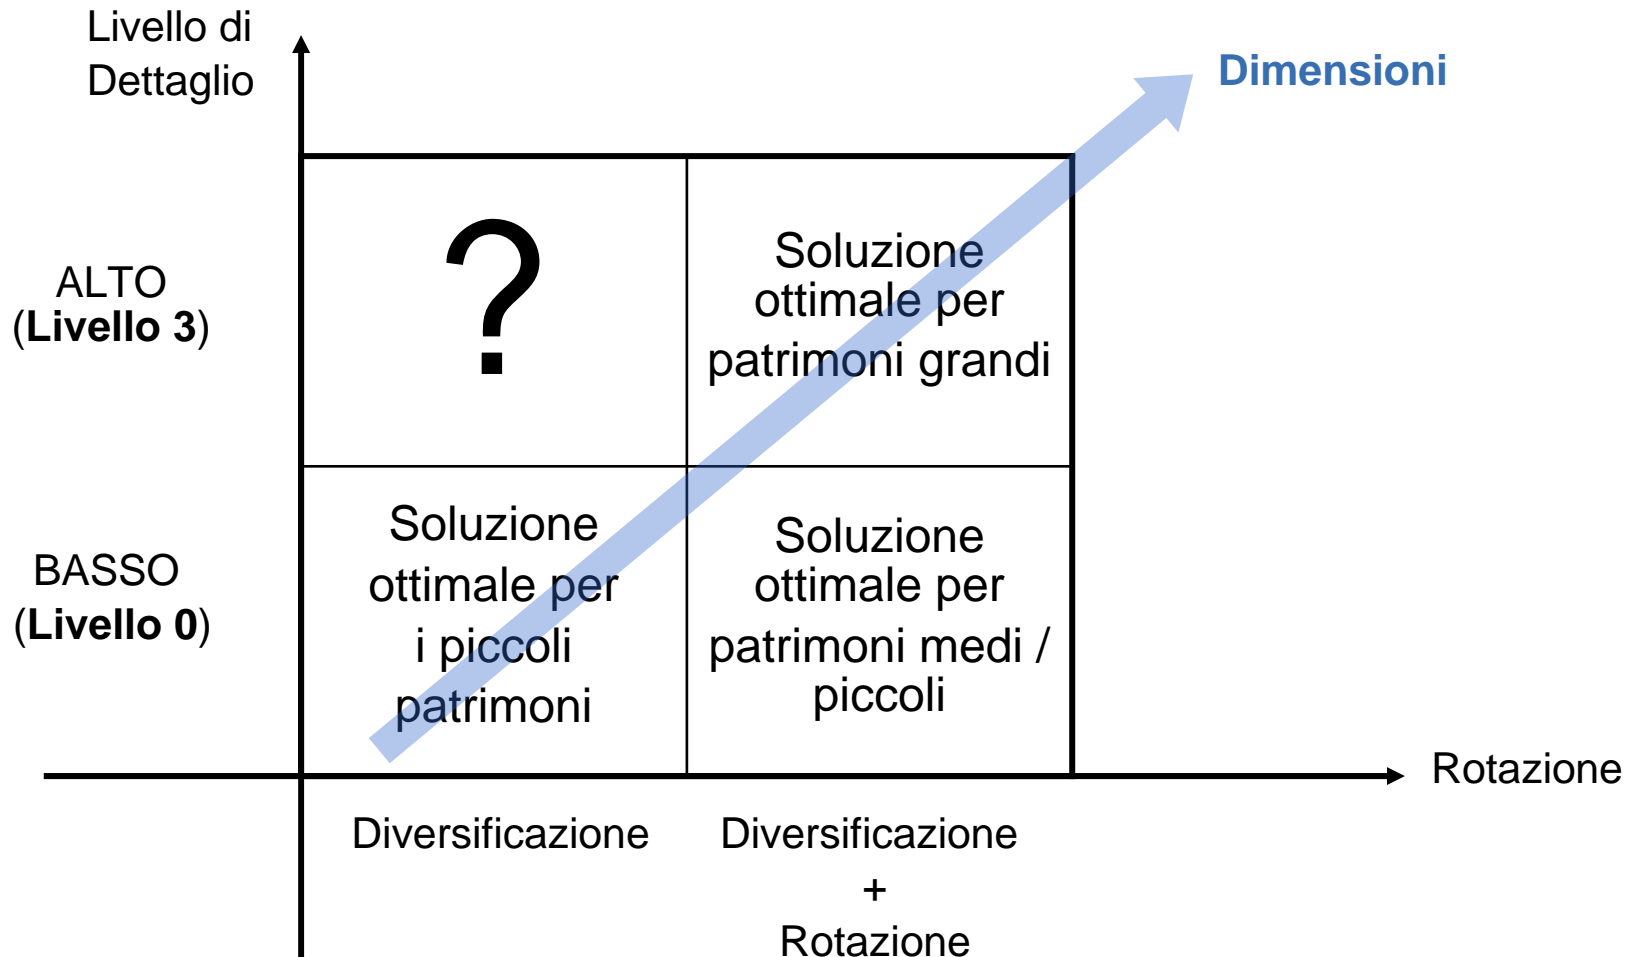 Livello di
Dettaglio
Dimensioni
ALTO
(Livello 3)
?
Soluzione
ottimale per
patrimoni grandi
BASSO
(Livello 0)
Soluzione
ottimale per
i piccoli
patrimoni
Soluzione
ottimale per
patrimoni medi /
piccoli
Rotazione
Diversificazione
Diversificazione
+
Rotazione